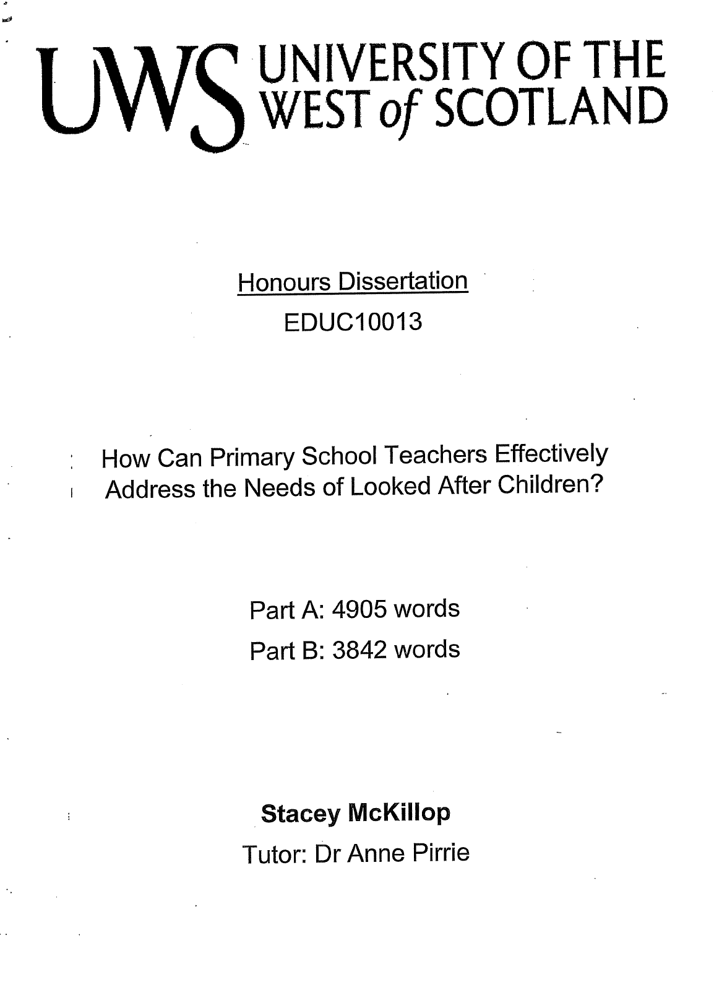 UWS UNIVERSITY OF THE
WEST of SCOTLAND
Honours Dissertation
EDUC10013
How Can Primary School Teachers Effectively
Address the Needs of Looked After Children?
Part A: 4905 words
Part B: 3842 words
Stacey McKillop
Tutor: Dr Anne Pirrie